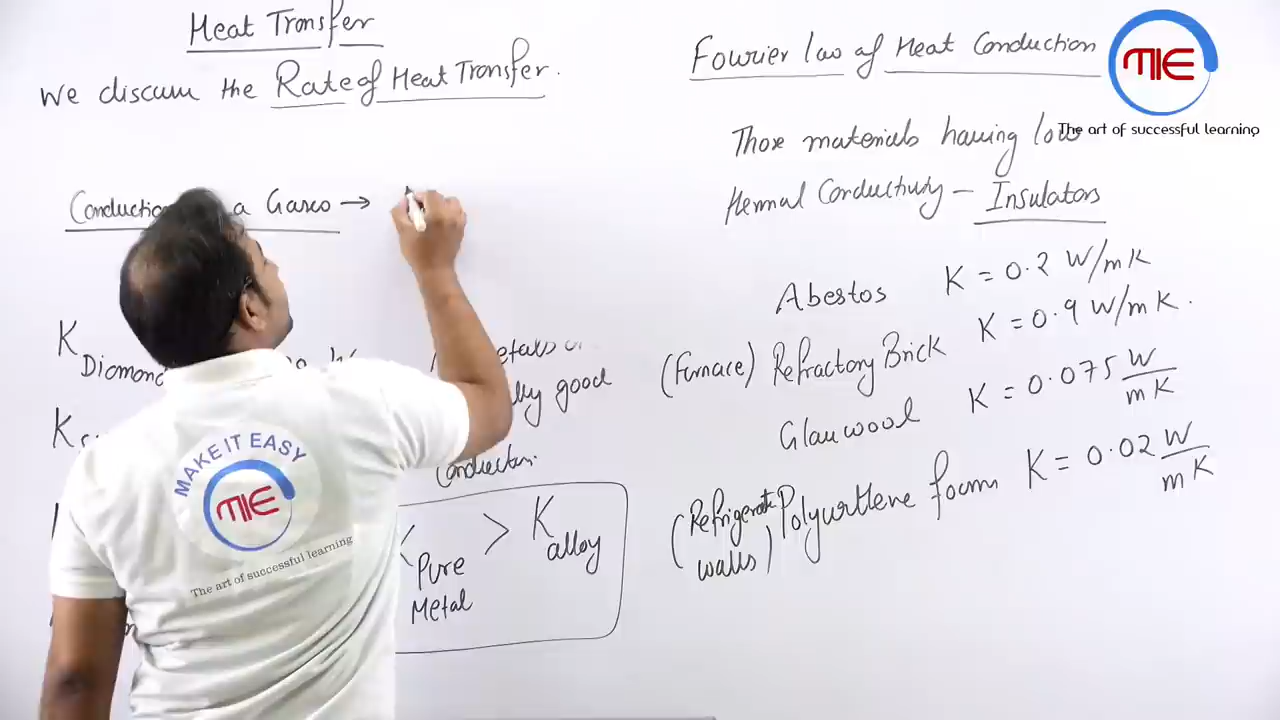 Heat Transfer
We discuss the Rate of Heat Transfer.
Conduction a Gases →
K Diamond
K
good
Conductors.
K Pure Metal > K alloy
Fourier law of Heat Conduction
Those materials having low
thermal Conductivity - Insulators
Abestos K = 0.2 W/mK
(Furnace) Refractory Brick K = 0.9 W/mK.
Glasswool K = 0.075 W/mK
(Refrigerator walls) Polyurthene foam K = 0.02 W/mK
MIE
The art of successful learning
MAKE IT EASY
MIE
The art of successful learning